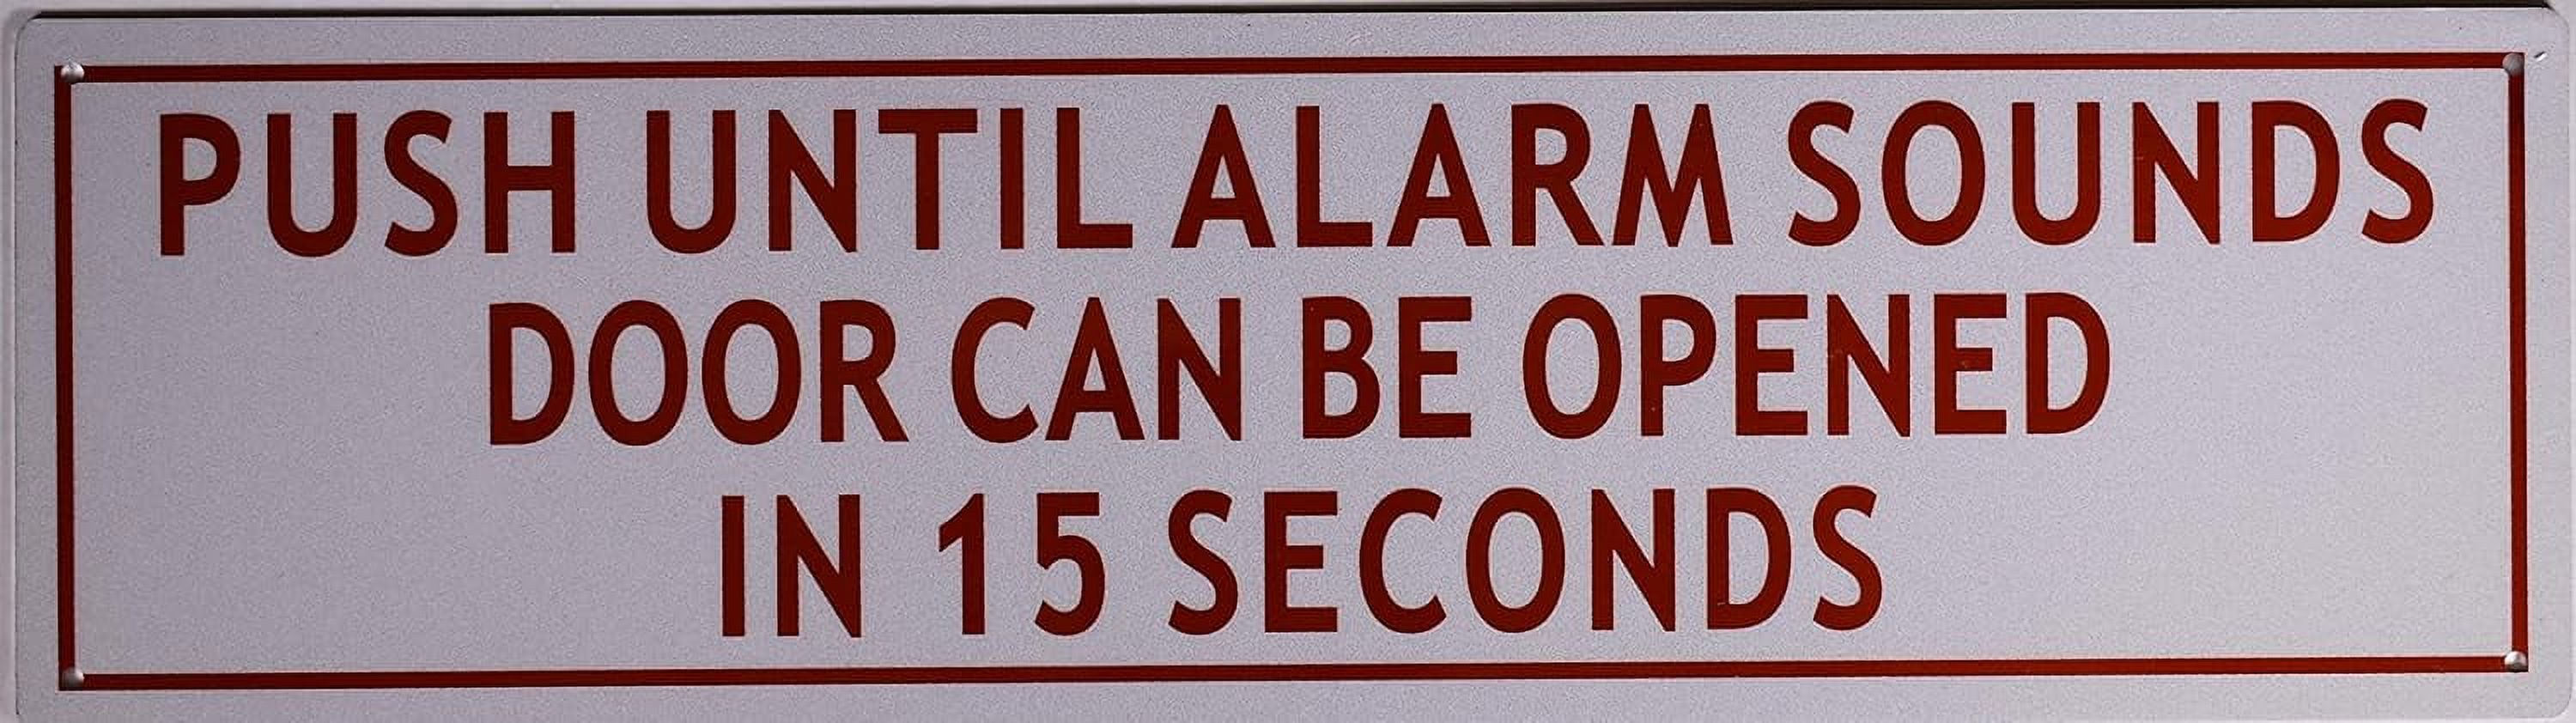 PUSH UNTIL ALARM SOUNDS
DOOR CAN BE OPENED
IN 15 SECONDS